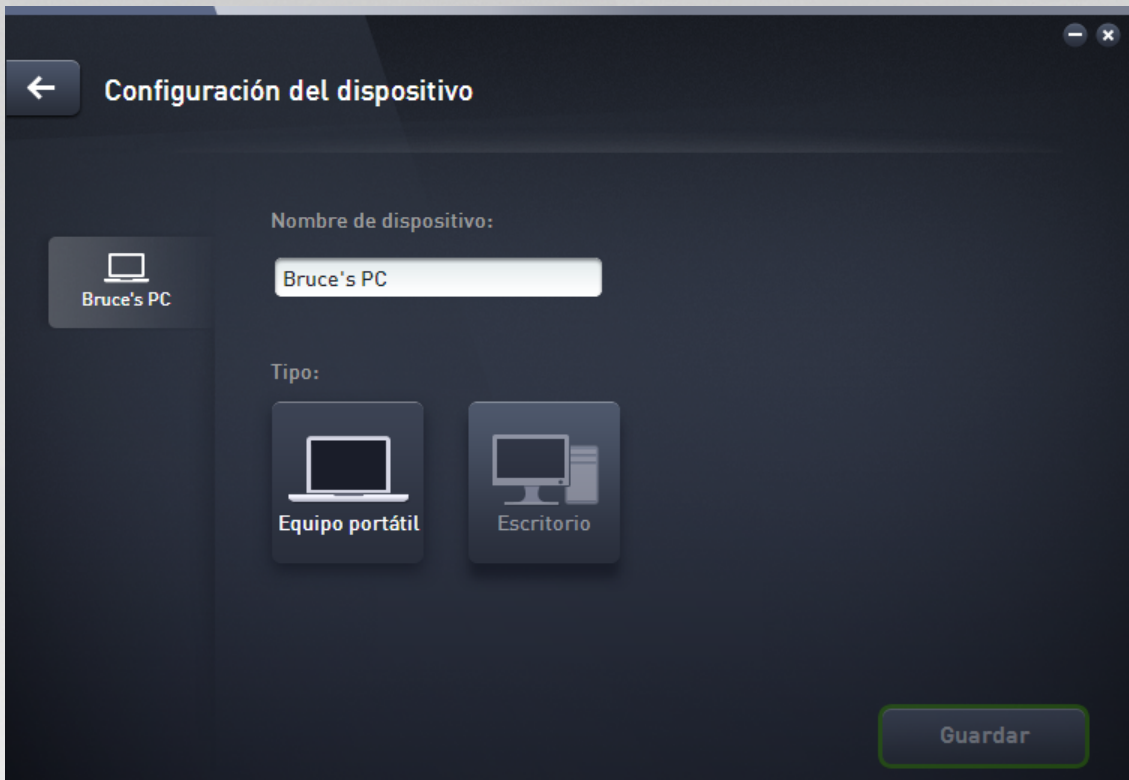 Configuración del dispositivo
Nombre de dispositivo:
Bruce's PC
Bruce's PC
Tipo:
Equipo portátil
Escritorio
Guardar